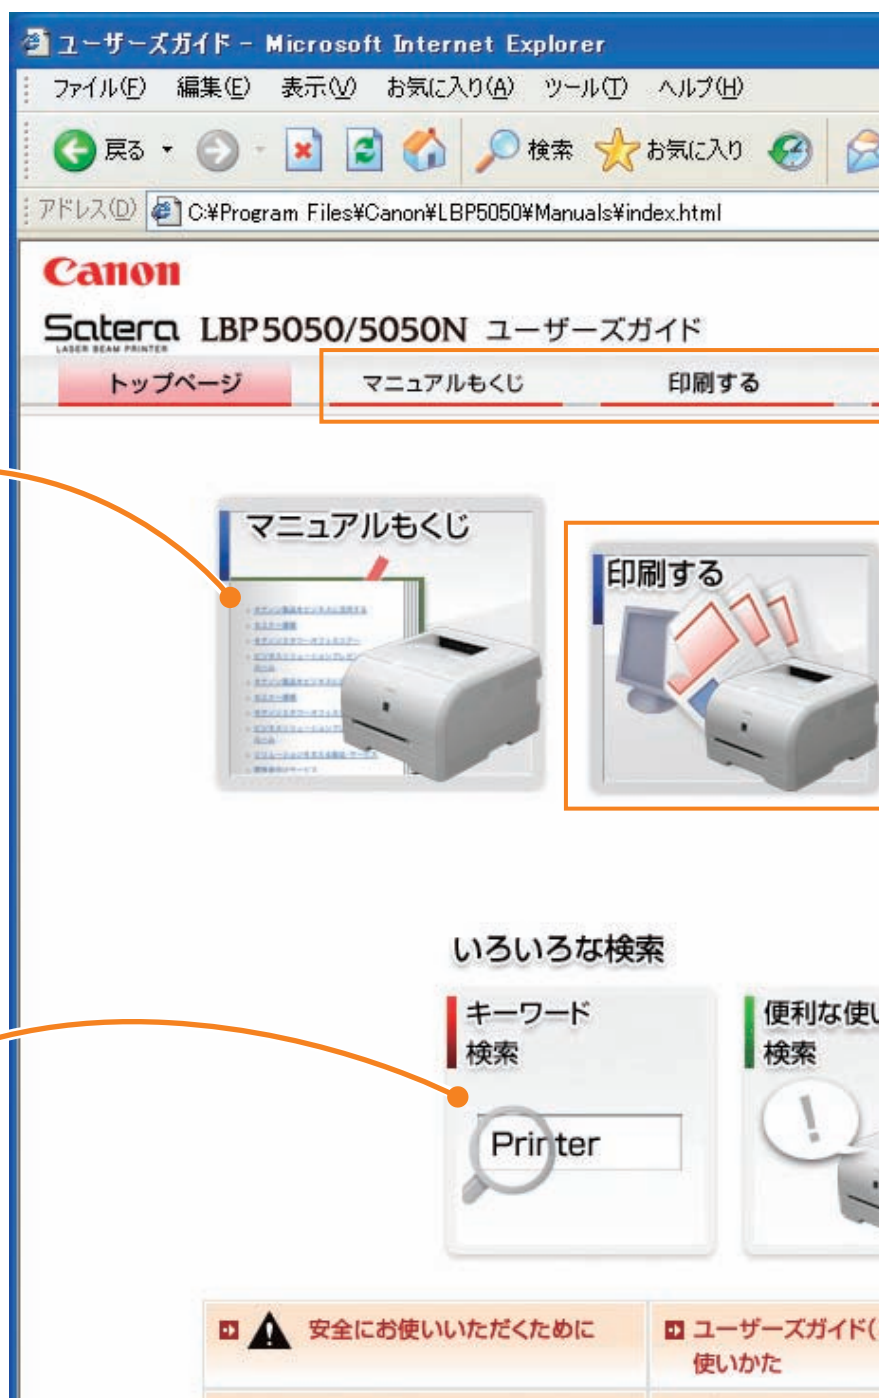 ユーザーズガイド - Microsoft Internet Explorer
ファイル(F) 編集(E) 表示(V) お気に入り(A) ツール(T) ヘルプ(H)
戻る 検索 お気に入り
アドレス(D) C:¥Program Files¥Canon¥LBP5050¥Manuals¥index.html
Canon
Satera LBP5050/5050N ユーザーズガイド
LASER BEAM PRINTER
トップページ マニュアルもくじ 印刷する
マニュアルもくじ
印刷する
いろいろな検索
キーワード
検索
Printer
便利な使い
検索
!
安全にお使いいただくために
ユーザーズガイド(
使いかた